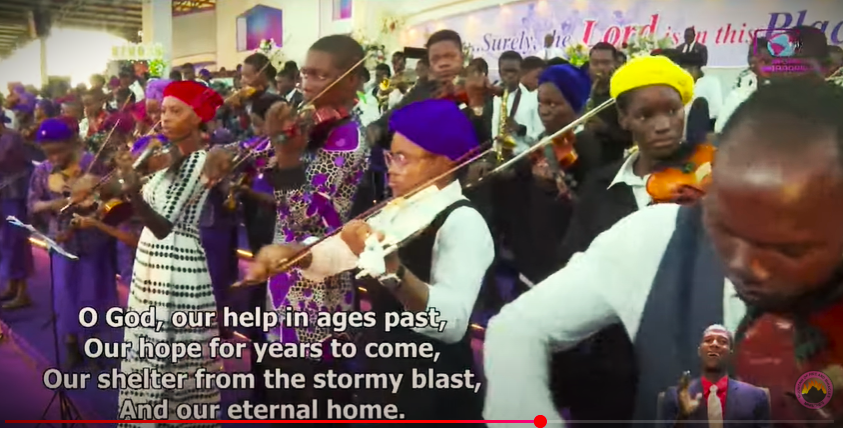 ...Surely, the Lord is in this Plac
O God, our help in ages past,
Our hope for years to come,
Our shelter from the stormy blast,
And our eternal home.